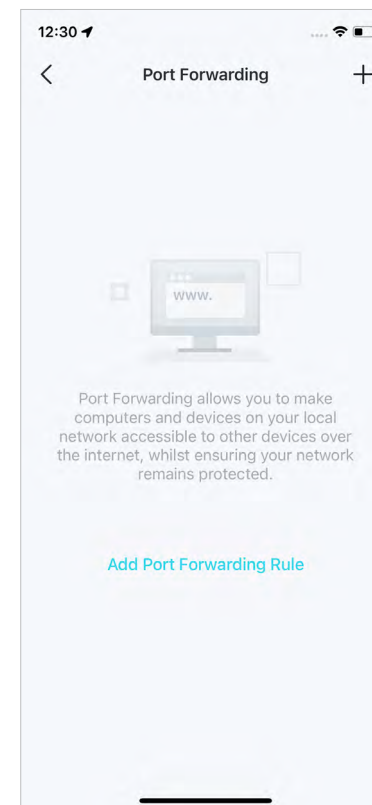 12:30
Port Forwarding
www.
Port Forwarding allows you to make
computers and devices on your local
network accessible to other devices over
the internet, whilst ensuring your network
remains protected.
Add Port Forwarding Rule